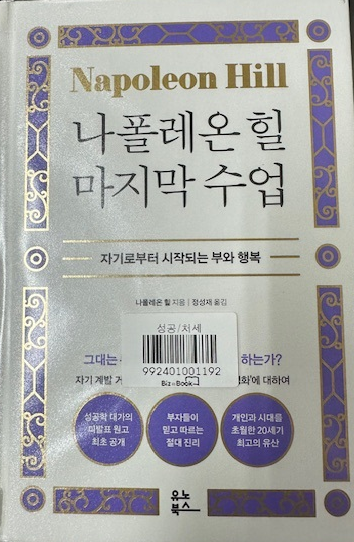 Napoleon Hill
나폴레온 힐
마지막 수업
자기로부터 시작되는 부와 행복
나폴레온 힐 지음 | 정성재 옮김
성공/처세
992401001192
Biz Book
그대는
하는가?
자기 계발
에 대하여
성공학 대가의
미발표 원고
최초 공개
부자들이
믿고 따르는
절대 진리
개인과 시대를
초월한 20세기
최고의 유산
유노
북스